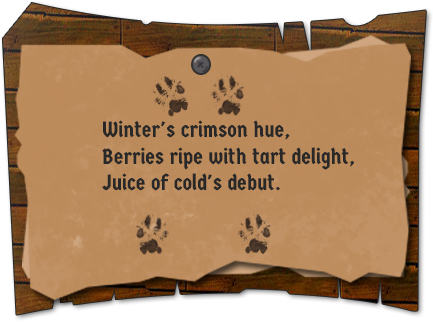 Winter's crimson hue,
Berries ripe with tart delight,
Juice of cold's debut.